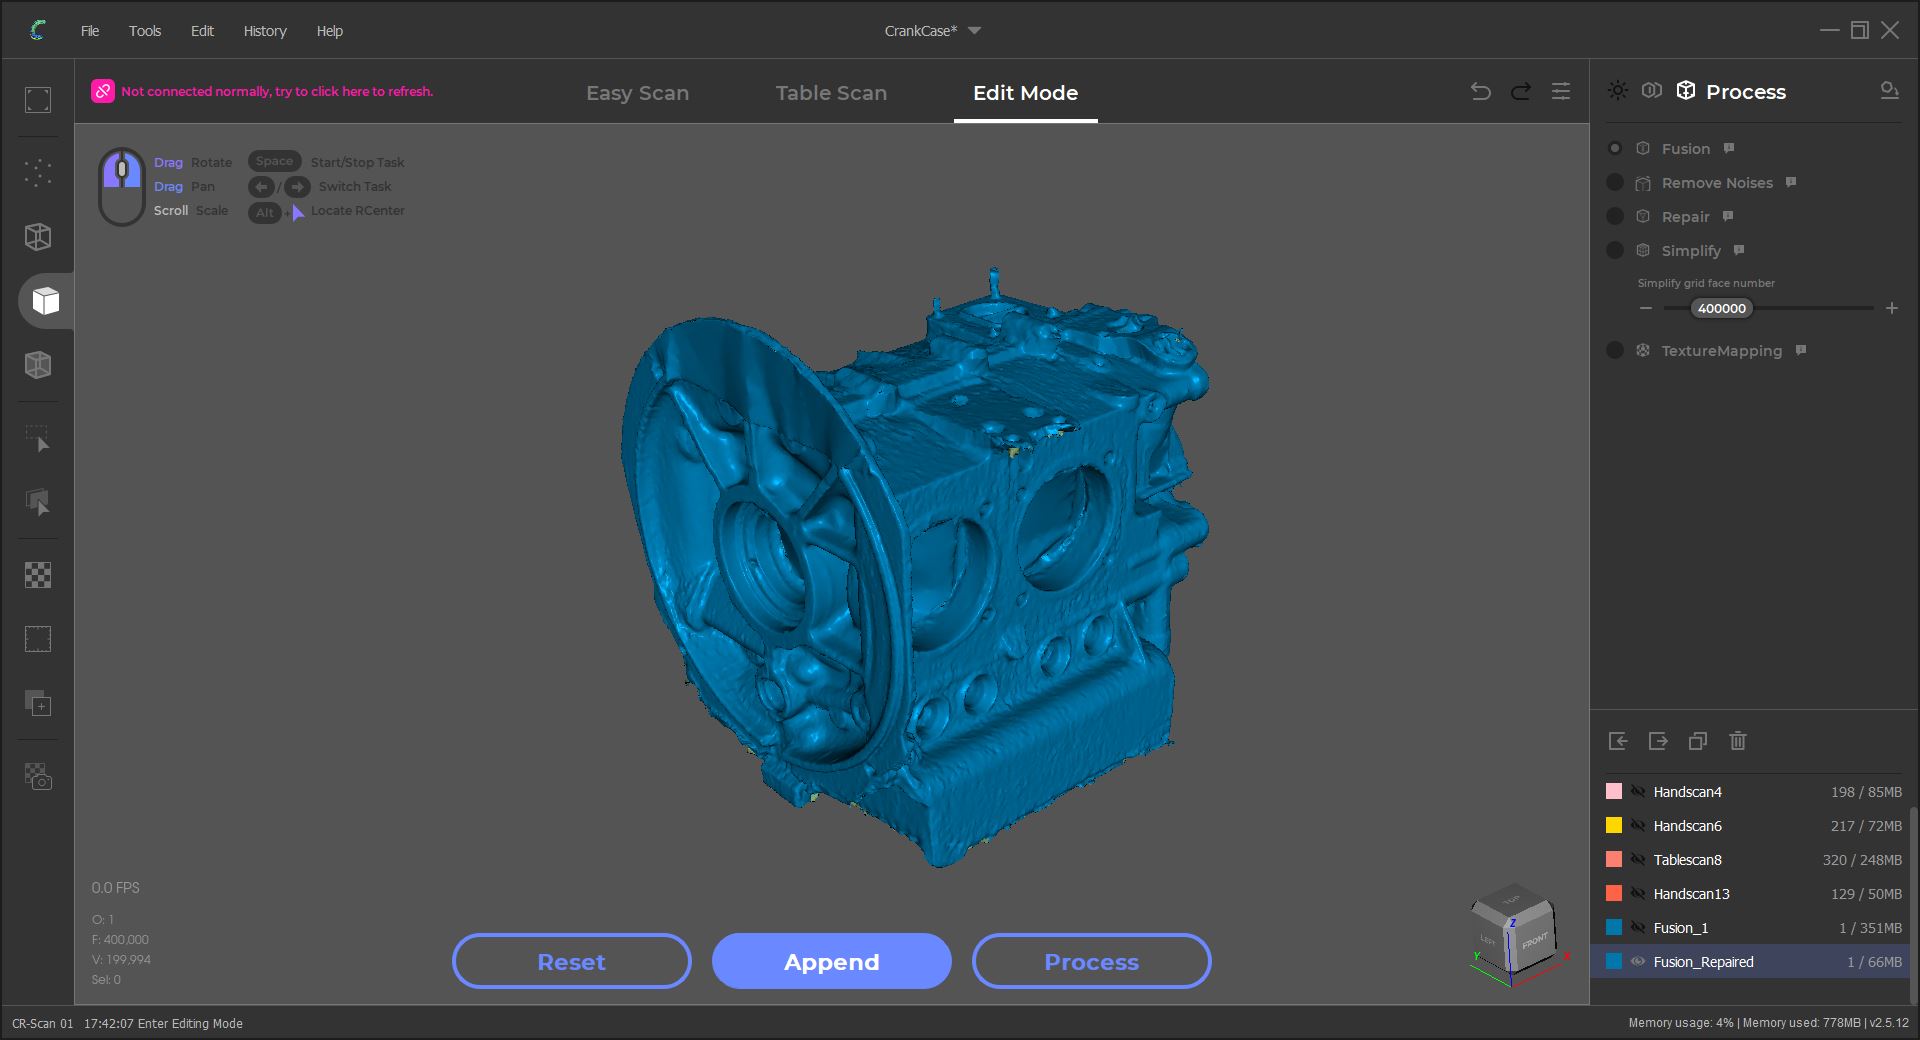 File Tools Edit History Help
CrankCase*
Not connected normally, try to click here to refresh.
Easy Scan Table Scan Edit Mode
Process
Drag Rotate Space Start/Stop Task
Drag Pan / Switch Task
Scroll Scale Alt + Locate RCenter
Fusion
Remove Noises
Repair
Simplify
Simplify grid face number
− 400000 +
TextureMapping
Handscan4 198 / 85MB
Handscan6 217 / 72MB
Tablescan8 320 / 248MB
Handscan13 129 / 50MB
Fusion_1 1 / 351MB
Fusion_Repaired 1 / 66MB
0.0 FPS
O: 1
F: 400,000
V: 199,994
Sel: 0
Reset Append Process
TOP
LEFT FRONT
Z
Y X
CR-Scan 01 17:42:07 Enter Editing Mode
Memory usage: 4% | Memory used: 778MB | v2.5.12